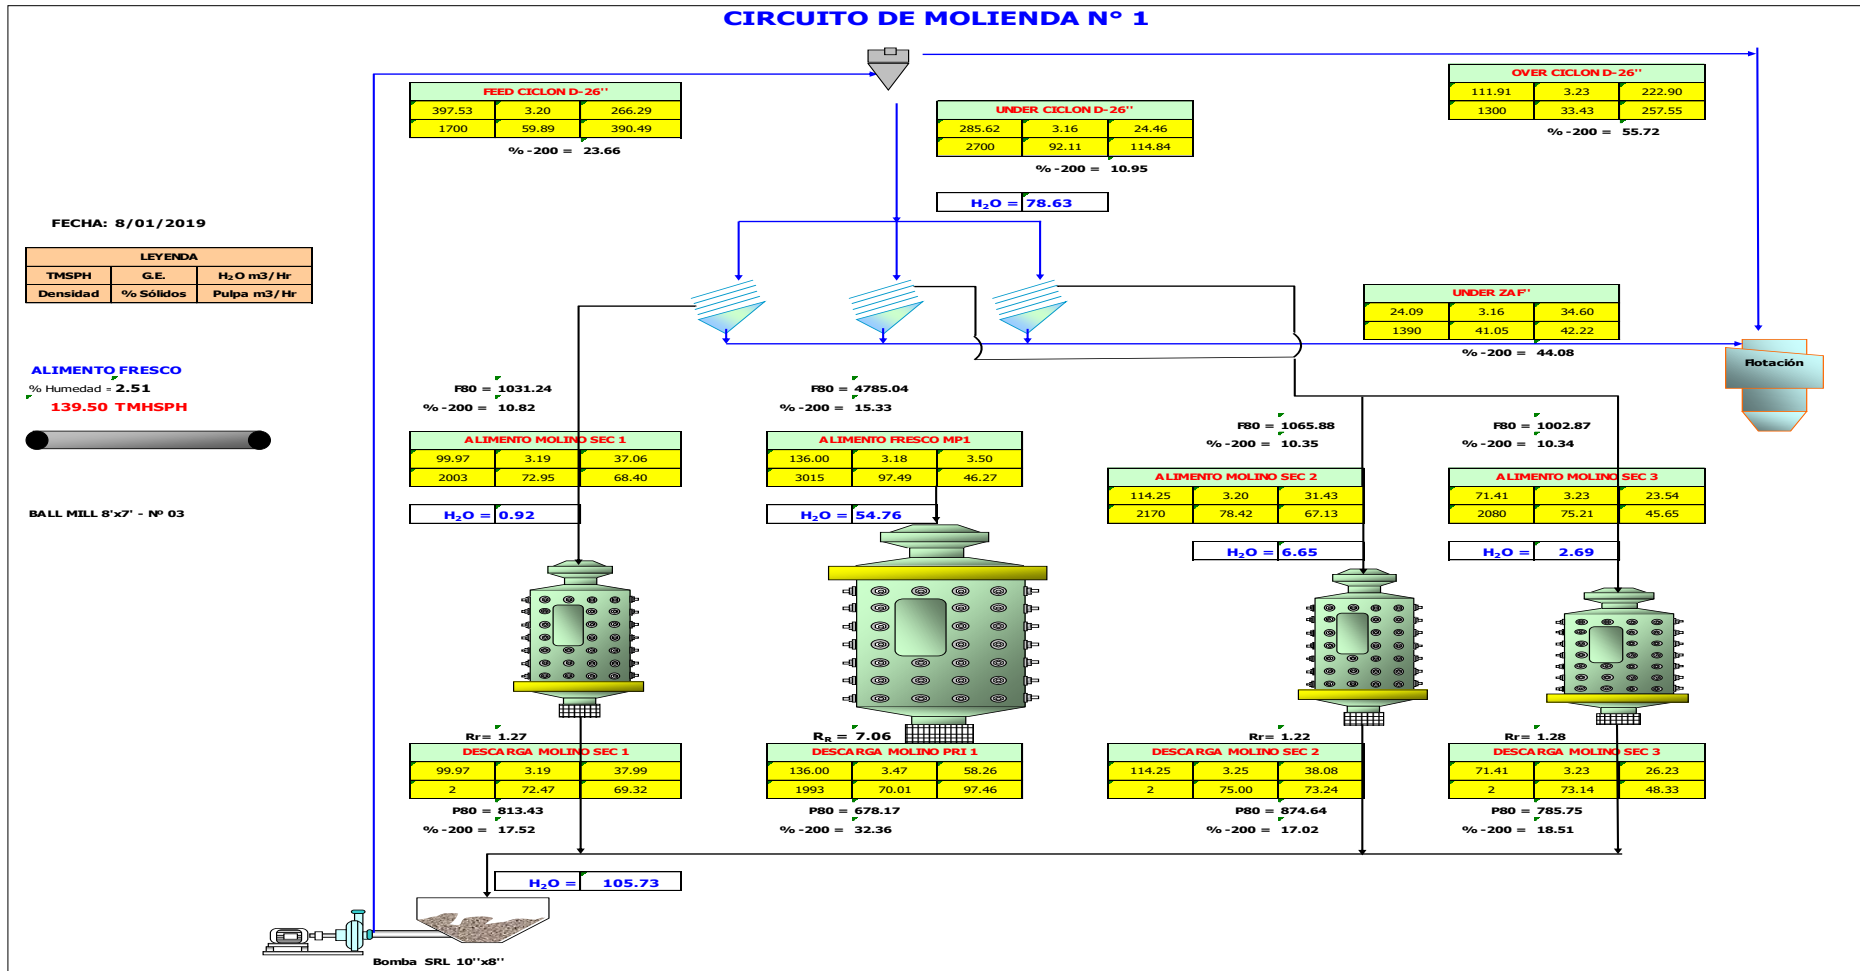 CIRCUITO DE MOLIENDA Nº 1
FEED CICLON D-26''
397.53 3.20 266.29
1700 59.89 390.49
% -200 = 23.66
UNDER CICLON D-26''
285.62 3.16 24.46
2700 92.11 114.84
% -200 = 10.95
H₂O = 78.63
OVER CICLON D-26''
111.91 3.23 222.90
1300 33.43 257.55
% -200 = 55.72
FECHA: 8/01/2019
LEYENDA
TMSPH G.E. H₂O m3/Hr
Densidad % Sólidos Pulpa m3/Hr
UNDER ZAF''
24.09 3.16 34.60
1390 41.05 42.22
% -200 = 44.08
Flotación
ALIMENTO FRESCO
% Humedad = 2.51
139.50 TMHSPH
BALL MILL 8'x7' - Nº 03
F80 = 1031.24
% -200 = 10.82
ALIMENTO MOLINO SEC 1
99.97 3.19 37.06
2003 72.95 68.40
H₂O = 0.92
F80 = 4785.04
% -200 = 15.33
ALIMENTO FRESCO MP1
136.00 3.18 3.50
3015 97.49 46.27
H₂O = 54.76
F80 = 1065.88
% -200 = 10.35
ALIMENTO MOLINO SEC 2
114.25 3.20 31.43
2170 78.42 67.13
H₂O = 6.65
F80 = 1002.87
% -200 = 10.34
ALIMENTO MOLINO SEC 3
71.41 3.23 23.54
2080 75.21 45.65
H₂O = 2.69
Rr= 1.27
DESCARGA MOLINO SEC 1
99.97 3.19 37.99
2 72.47 69.32
P80 = 813.43
% -200 = 17.52
R_R = 7.06
DESCARGA MOLINO PRI 1
136.00 3.47 58.26
1993 70.01 97.46
P80 = 678.17
% -200 = 32.36
Rr= 1.22
DESCARGA MOLINO SEC 2
114.25 3.25 38.08
2 75.00 73.24
P80 = 874.64
% -200 = 17.02
Rr= 1.28
DESCARGA MOLINO SEC 3
71.41 3.23 26.23
2 73.14 48.33
P80 = 785.75
% -200 = 18.51
H₂O = 105.73
Bomba SRL 10''x8''